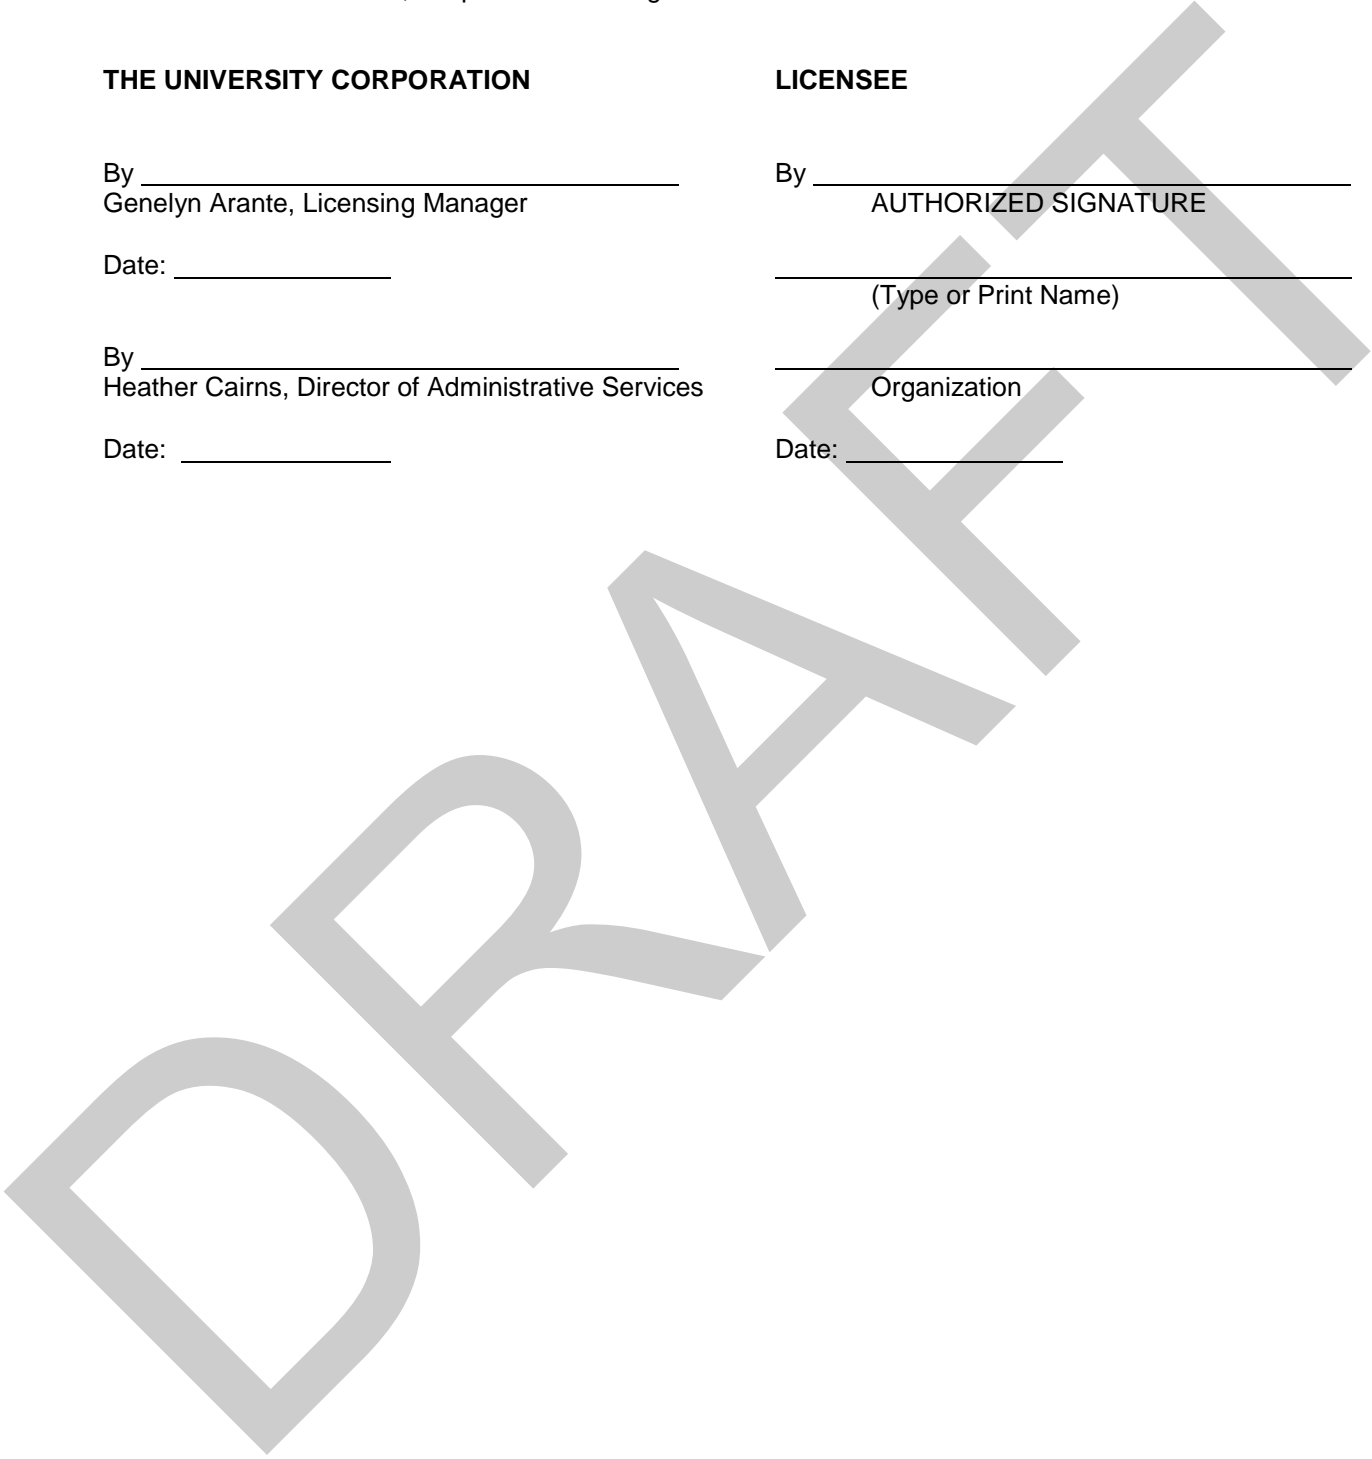 THE UNIVERSITY CORPORATION
By
Genelyn Arante, Licensing Manager
Date:
By
Heather Cairns, Director of Administrative Services
Date:
LICENSEE
By
AUTHORIZED SIGNATURE
(Type or Print Name)
Organization
Date:
DRAFT